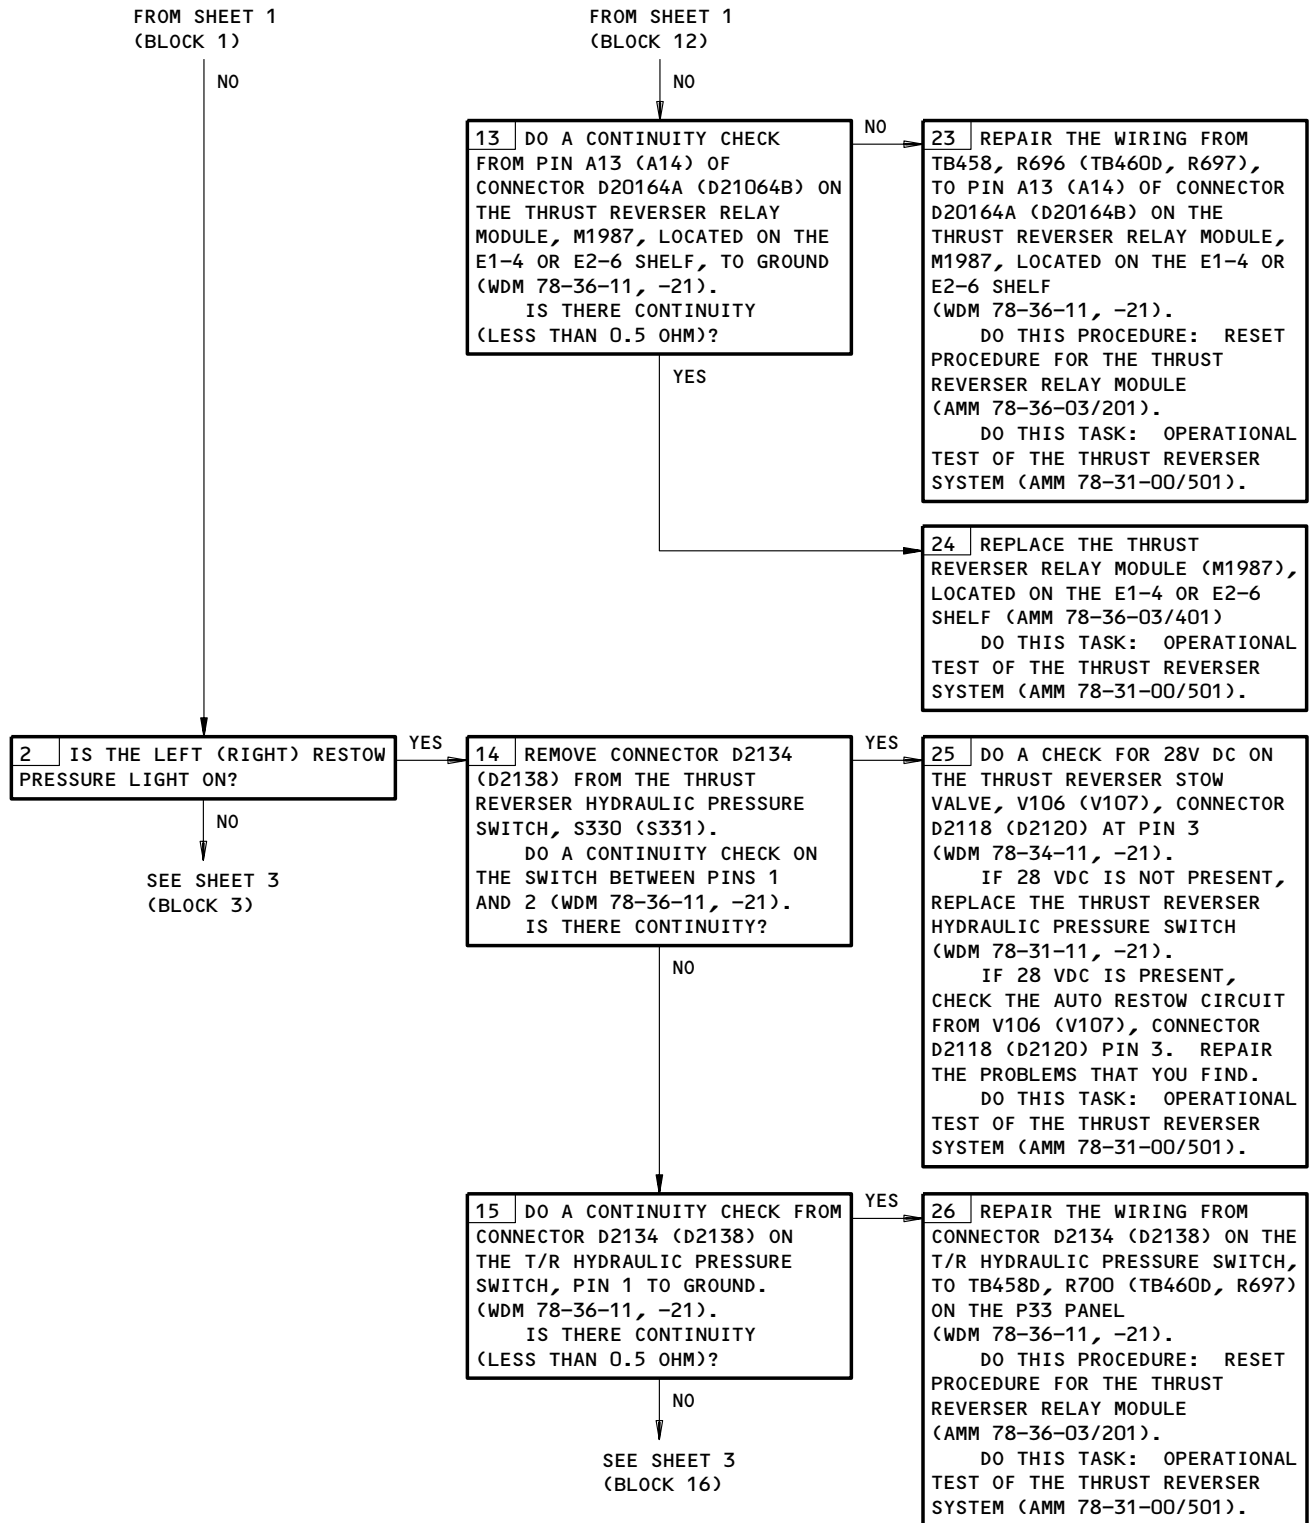 FROM SHEET 1
(BLOCK 1)
NO
FROM SHEET 1
(BLOCK 12)
NO
13 DO A CONTINUITY CHECK
FROM PIN A13 (A14) OF
CONNECTOR D20164A (D21064B) ON
THE THRUST REVERSER RELAY
MODULE, M1987, LOCATED ON THE
E1-4 OR E2-6 SHELF, TO GROUND
(WDM 78-36-11, -21).
IS THERE CONTINUITY
(LESS THAN 0.5 OHM)?
NO
YES
23 REPAIR THE WIRING FROM
TB458, R696 (TB460D, R697),
TO PIN A13 (A14) OF CONNECTOR
D20164A (D20164B) ON THE
THRUST REVERSER RELAY MODULE,
M1987, LOCATED ON THE E1-4 OR
E2-6 SHELF
(WDM 78-36-11, -21).
DO THIS PROCEDURE: RESET
PROCEDURE FOR THE THRUST
REVERSER RELAY MODULE
(AMM 78-36-03/201).
DO THIS TASK: OPERATIONAL
TEST OF THE THRUST REVERSER
SYSTEM (AMM 78-31-00/501).
24 REPLACE THE THRUST
REVERSER RELAY MODULE (M1987),
LOCATED ON THE E1-4 OR E2-6
SHELF (AMM 78-36-03/401)
DO THIS TASK: OPERATIONAL
TEST OF THE THRUST REVERSER
SYSTEM (AMM 78-31-00/501).
2 IS THE LEFT (RIGHT) RESTOW
PRESSURE LIGHT ON?
YES
NO
SEE SHEET 3
(BLOCK 3)
14 REMOVE CONNECTOR D2134
(D2138) FROM THE THRUST
REVERSER HYDRAULIC PRESSURE
SWITCH, S330 (S331).
DO A CONTINUITY CHECK ON
THE SWITCH BETWEEN PINS 1
AND 2 (WDM 78-36-11, -21).
IS THERE CONTINUITY?
YES
NO
25 DO A CHECK FOR 28V DC ON
THE THRUST REVERSER STOW
VALVE, V106 (V107), CONNECTOR
D2118 (D2120) AT PIN 3
(WDM 78-34-11, -21).
IF 28 VDC IS NOT PRESENT,
REPLACE THE THRUST REVERSER
HYDRAULIC PRESSURE SWITCH
(WDM 78-31-11, -21).
IF 28 VDC IS PRESENT,
CHECK THE AUTO RESTOW CIRCUIT
FROM V106 (V107), CONNECTOR
D2118 (D2120) PIN 3. REPAIR
THE PROBLEMS THAT YOU FIND.
DO THIS TASK: OPERATIONAL
TEST OF THE THRUST REVERSER
SYSTEM (AMM 78-31-00/501).
15 DO A CONTINUITY CHECK FROM
CONNECTOR D2134 (D2138) ON
THE T/R HYDRAULIC PRESSURE
SWITCH, PIN 1 TO GROUND.
(WDM 78-36-11, -21).
IS THERE CONTINUITY
(LESS THAN 0.5 OHM)?
YES
NO
SEE SHEET 3
(BLOCK 16)
26 REPAIR THE WIRING FROM
CONNECTOR D2134 (D2138) ON THE
T/R HYDRAULIC PRESSURE SWITCH,
TO TB458D, R700 (TB460D, R697)
ON THE P33 PANEL
(WDM 78-36-11, -21).
DO THIS PROCEDURE: RESET
PROCEDURE FOR THE THRUST
REVERSER RELAY MODULE
(AMM 78-36-03/201).
DO THIS TASK: OPERATIONAL
TEST OF THE THRUST REVERSER
SYSTEM (AMM 78-31-00/501).